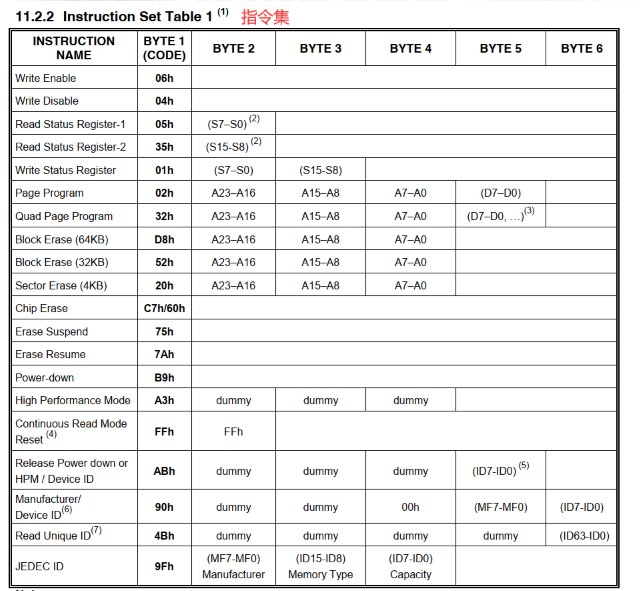 11.2.2 Instruction Set Table 1 (1) 指令集
INSTRUCTION NAME BYTE 1 (CODE) BYTE 2 BYTE 3 BYTE 4 BYTE 5 BYTE 6
Write Enable 06h
Write Disable 04h
Read Status Register-1 05h (S7–S0) (2)
Read Status Register-2 35h (S15-S8) (2)
Write Status Register 01h (S7–S0) (S15-S8)
Page Program 02h A23–A16 A15–A8 A7–A0 (D7–D0)
Quad Page Program 32h A23–A16 A15–A8 A7–A0 (D7–D0, …)(3)
Block Erase (64KB) D8h A23–A16 A15–A8 A7–A0
Block Erase (32KB) 52h A23–A16 A15–A8 A7–A0
Sector Erase (4KB) 20h A23–A16 A15–A8 A7–A0
Chip Erase C7h/60h
Erase Suspend 75h
Erase Resume 7Ah
Power-down B9h
High Performance Mode A3h dummy dummy dummy
Continuous Read Mode Reset (4) FFh FFh
Release Power down or HPM / Device ID ABh dummy dummy dummy (ID7-ID0) (5)
Manufacturer/ Device ID(6) 90h dummy dummy 00h (MF7-MF0) (ID7-ID0)
Read Unique ID(7) 4Bh dummy dummy dummy dummy (ID63-ID0)
JEDEC ID 9Fh (MF7-MF0) Manufacturer (ID15-ID8) Memory Type (ID7-ID0) Capacity